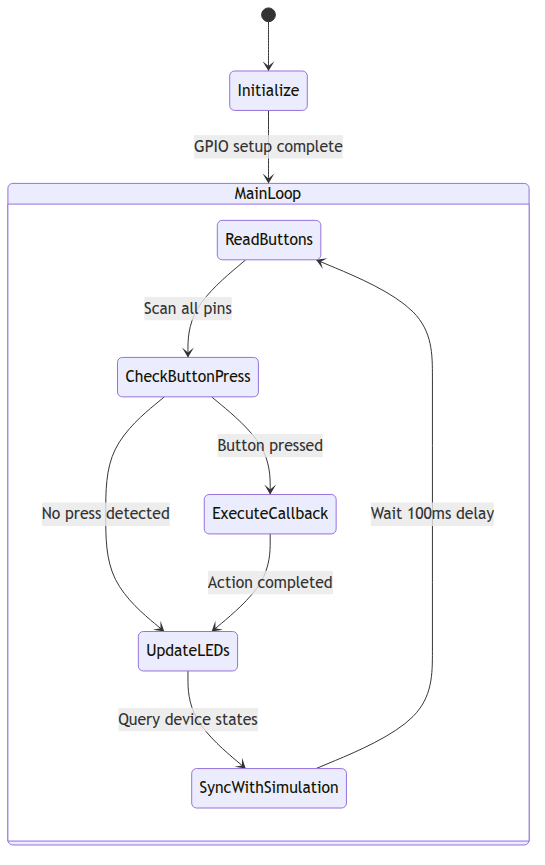 Initialize
GPIO setup complete
MainLoop
ReadButtons
Scan all pins
CheckButtonPress
Button pressed
No press detected
ExecuteCallback
Wait 100ms delay
Action completed
UpdateLEDs
Query device states
SyncWithSimulation